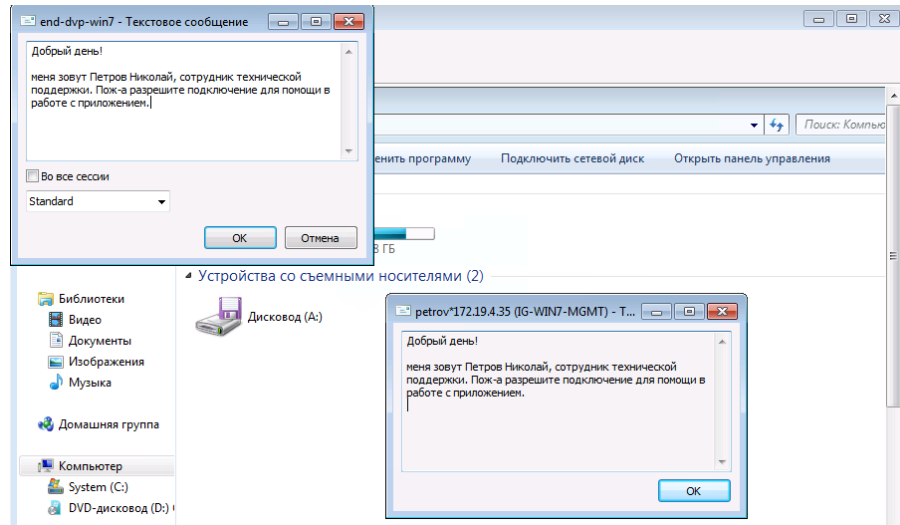 end-dvp-win7 - Текстовое сообщение
Добрый день!
меня зовут Петров Николай, сотрудник технической
поддержки. Пож-а разрешите подключение для помощи в
работе с приложением.
Во все сессии
Standard
OK
Отмена
Поиск: Компью
енить программу
Подключить сетевой диск
Открыть панель управления
ГБ
Устройства со съемными носителями (2)
Дисковод (A:)
Библиотеки
Видео
Документы
Изображения
Музыка
Домашняя группа
Компьютер
System (C:)
DVD-дисковод (D:)
petrov*172.19.4.35 (IG-WIN7-MGMT) - T...
Добрый день!
меня зовут Петров Николай, сотрудник технической
поддержки. Пож-а разрешите подключение для помощи в
работе с приложением.
OK